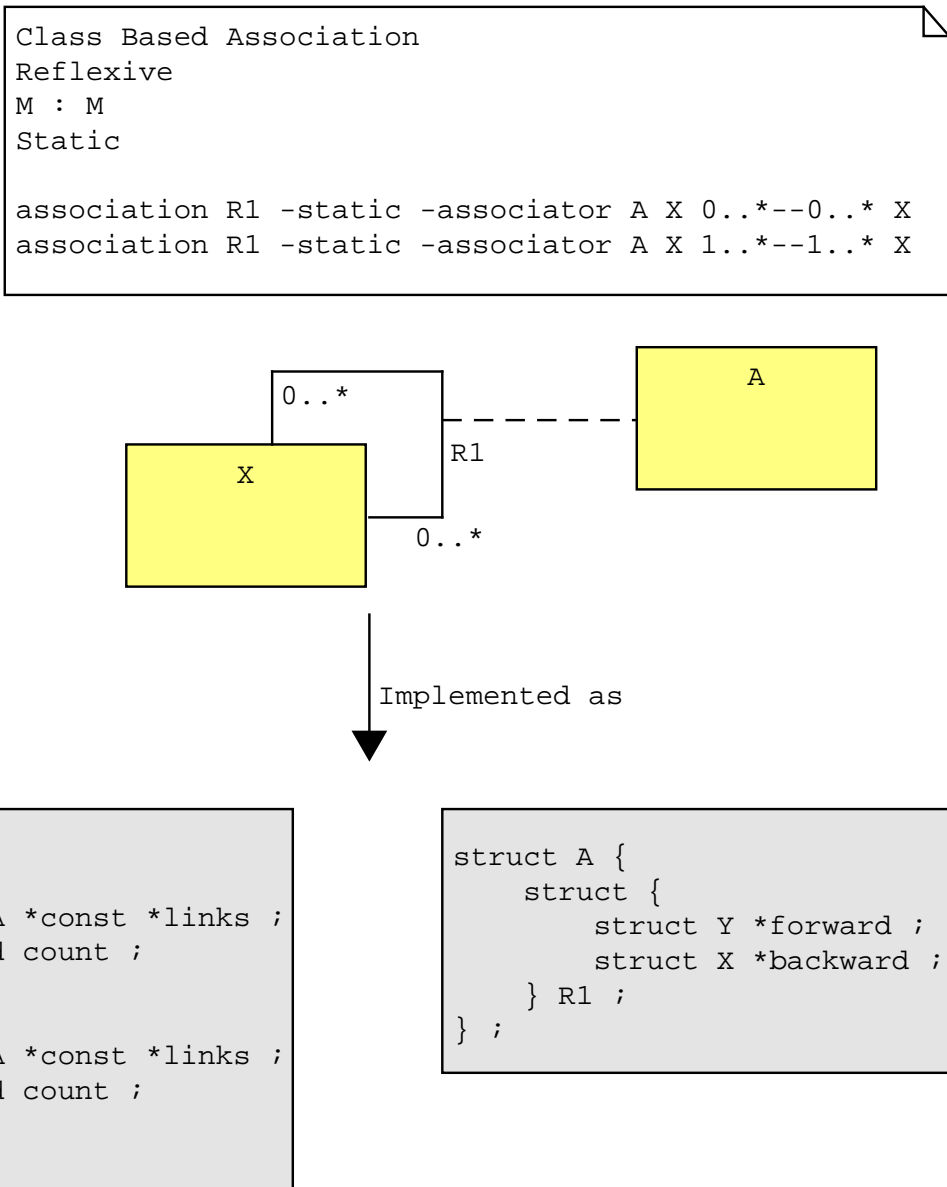 Class Based Association
Reflexive
M : M
Static
association R1 -static -associator A X 0..*--0..* X
association R1 -static -associator A X 1..*--1..* X
0..*
A
R1
X
0..*
Implemented as
*const *links ;
count ;
*const *links ;
count ;
struct A {
struct {
struct Y *forward ;
struct X *backward ;
} R1 ;
} ;